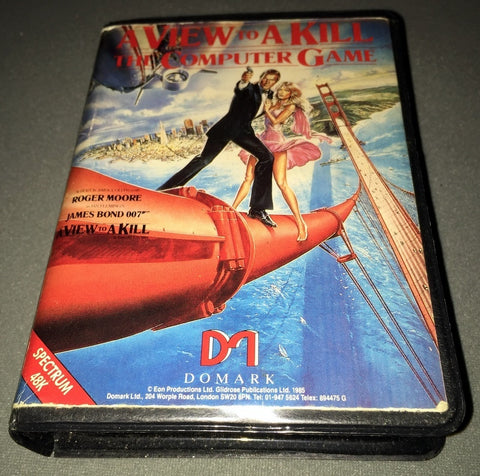 A VIEW TO A KILL
THE COMPUTER GAME
ROGER MOORE
JAMES BOND 007
A VIEW TO A KILL
SPECTRUM
48K
DM
DOMARK
© Eon Productions Ltd. Glidrose Publications Ltd. 1985
Domark Ltd., 204 Worple Road, London SW20 8PN. Tel: 01-947 5624 Telex: 894475 G